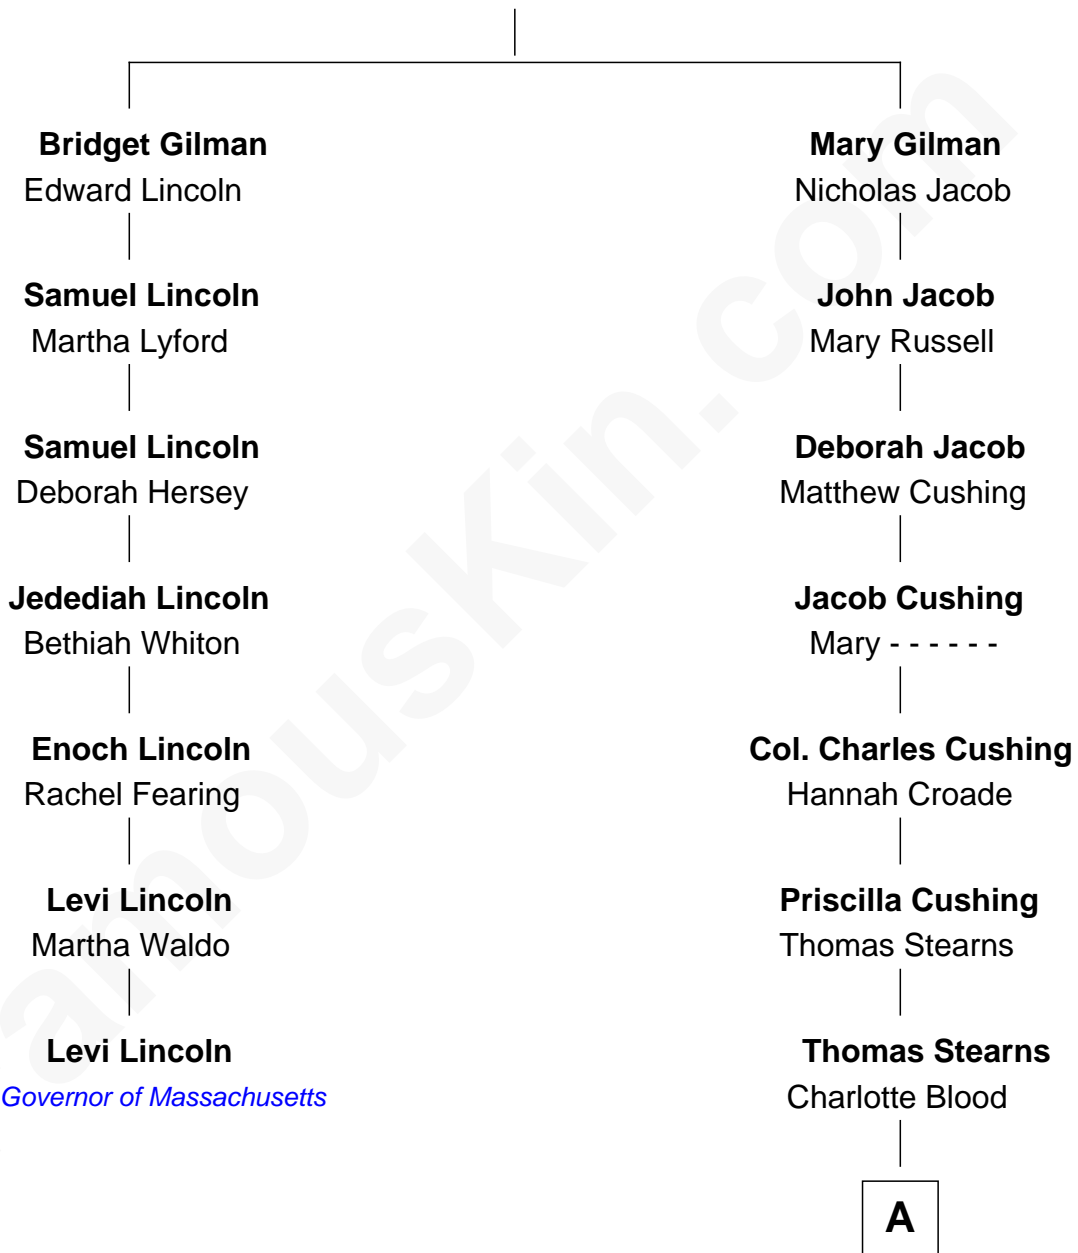 Bridget Gilman
Edward Lincoln
Samuel Lincoln
Martha Lyford
Samuel Lincoln
Deborah Hersey
Jedediah Lincoln
Bethiah Whiton
Enoch Lincoln
Rachel Fearing
Levi Lincoln
Martha Waldo
Levi Lincoln
Governor of Massachusetts
Mary Gilman
Nicholas Jacob
John Jacob
Mary Russell
Deborah Jacob
Matthew Cushing
Jacob Cushing
Mary - - - - - -
Col. Charles Cushing
Hannah Croade
Priscilla Cushing
Thomas Stearns
Thomas Stearns
Charlotte Blood
A
amousKin.com